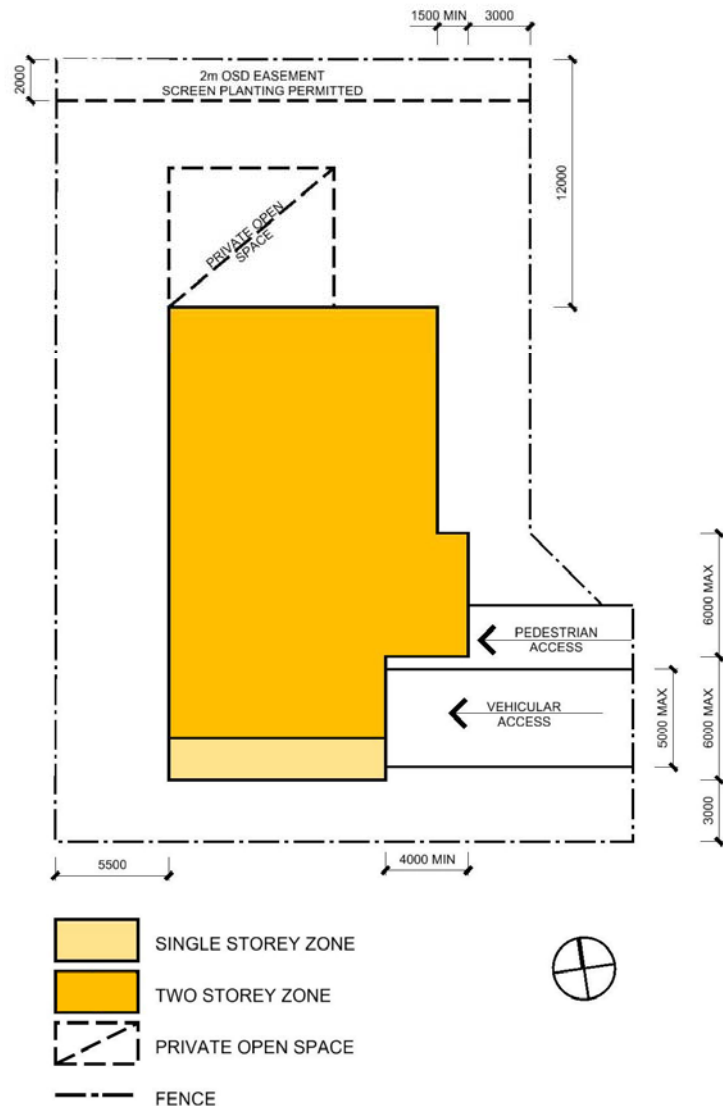 1500 MIN
3000
2000
2m OSD EASEMENT
SCREEN PLANTING PERMITTED
12000
PRIVATE OPEN
SPACE
6000 MAX
PEDESTRIAN
ACCESS
VEHICULAR
ACCESS
5000 MAX
6000 MAX
3000
5500
4000 MIN
SINGLE STOREY ZONE
TWO STOREY ZONE
PRIVATE OPEN SPACE
FENCE